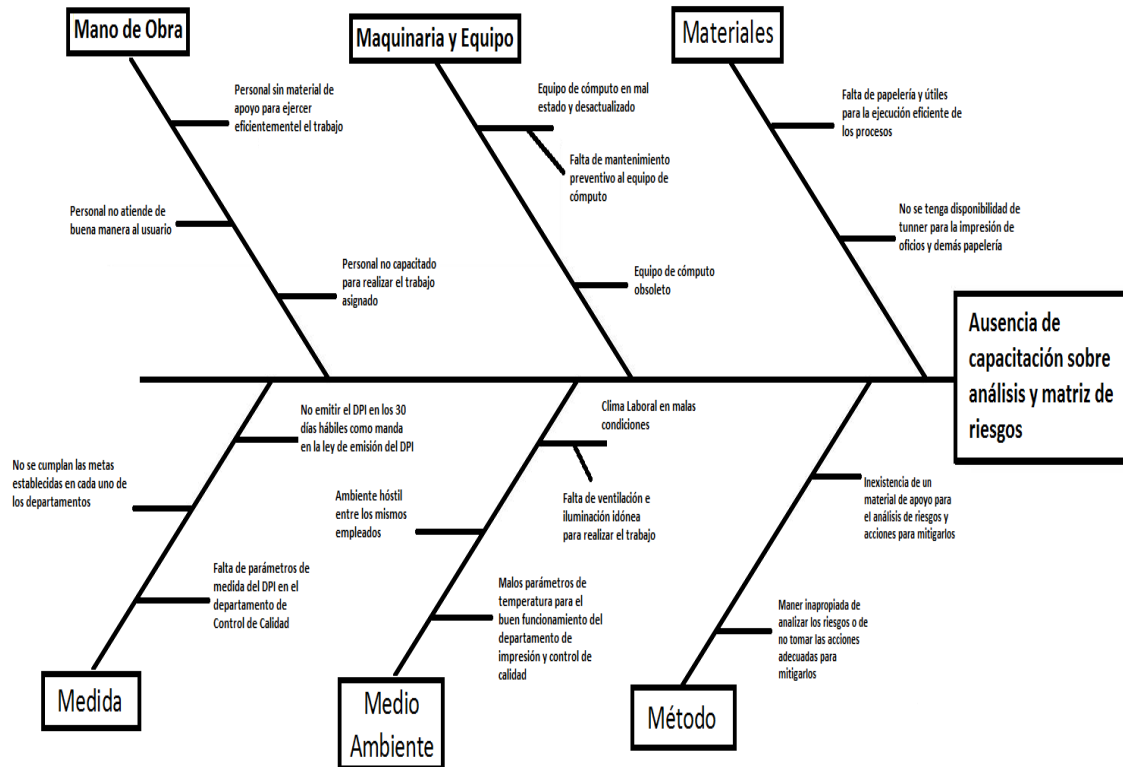 Mano de Obra
Maquinaria y Equipo
Materiales
Personal sin material de
apoyo para ejercer
eficientementel el trabajo
Personal no atiende de
buena manera al usuario
Personal no capacitado
para realizar el trabajo
asignado
Equipo de cómputo en mal
estado y desactualizado
Falta de mantenimiento
preventivo al equipo de
cómputo
Equipo de cómputo
obsoleto
Falta de papelería y útiles
para la ejecución eficiente de
los procesos
No se tenga disponibilidad de
tunner para la impresión de
oficios y demás papelería
Ausencia de
capacitación sobre
análisis y matriz de
riesgos
No emitir el DPI en los 30
días hábiles como manda
en la ley de emisión del DPI
No se cumplan las metas
establecidas en cada uno de
los departamentos
Falta de parámetros de
medida del DPI en el
departamento de
Control de Calidad
Clima Laboral en malas
condiciones
Falta de ventilación e
iluminación idónea
para realizar el trabajo
Ambiente hóstil
entre los mismos
empleados
Malos parámetros de
temperatura para el
buen funcionamiento del
departamento de
impresión y control de
calidad
Inexistencia de un
material de apoyo para
el análisis de riesgos y
acciones para mitigarlos
Maner inapropiada de
analizar los riesgos o de
no tomar las acciones
adecuadas para
mitigarlos
Medida
Medio
Ambiente
Método